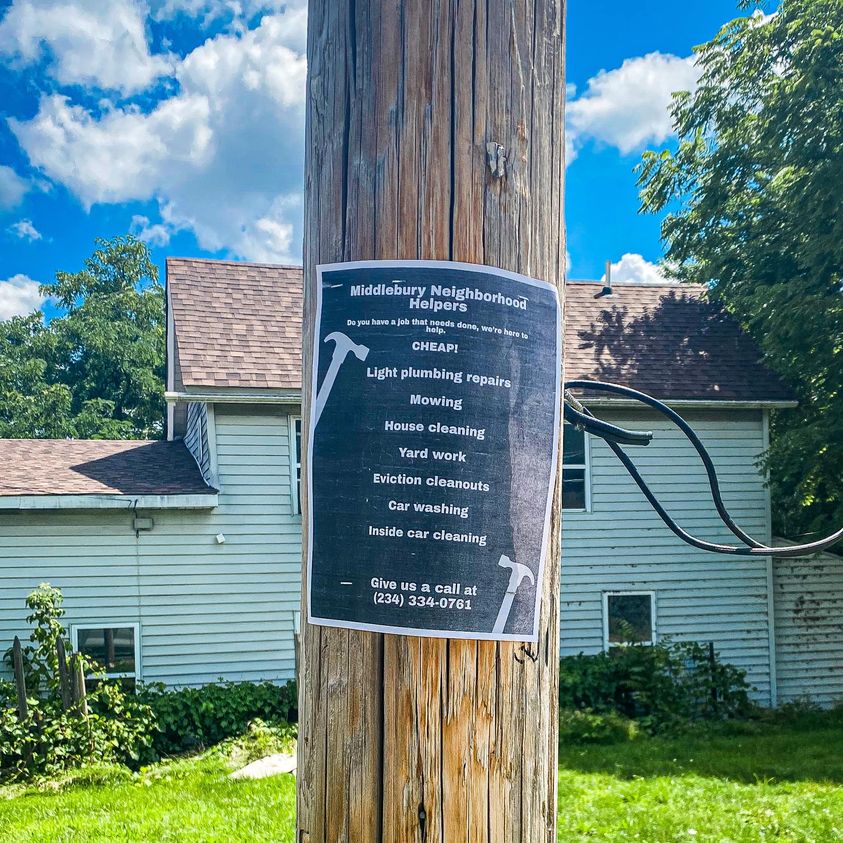 Middlebury Neighborhood
Helpers
Do you have a job that needs done, we're here to
help.
CHEAP!
Light plumbing repairs
Mowing
House cleaning
Yard work
Eviction cleanouts
Car washing
Inside car cleaning
Give us a call at
(234) 334-0761